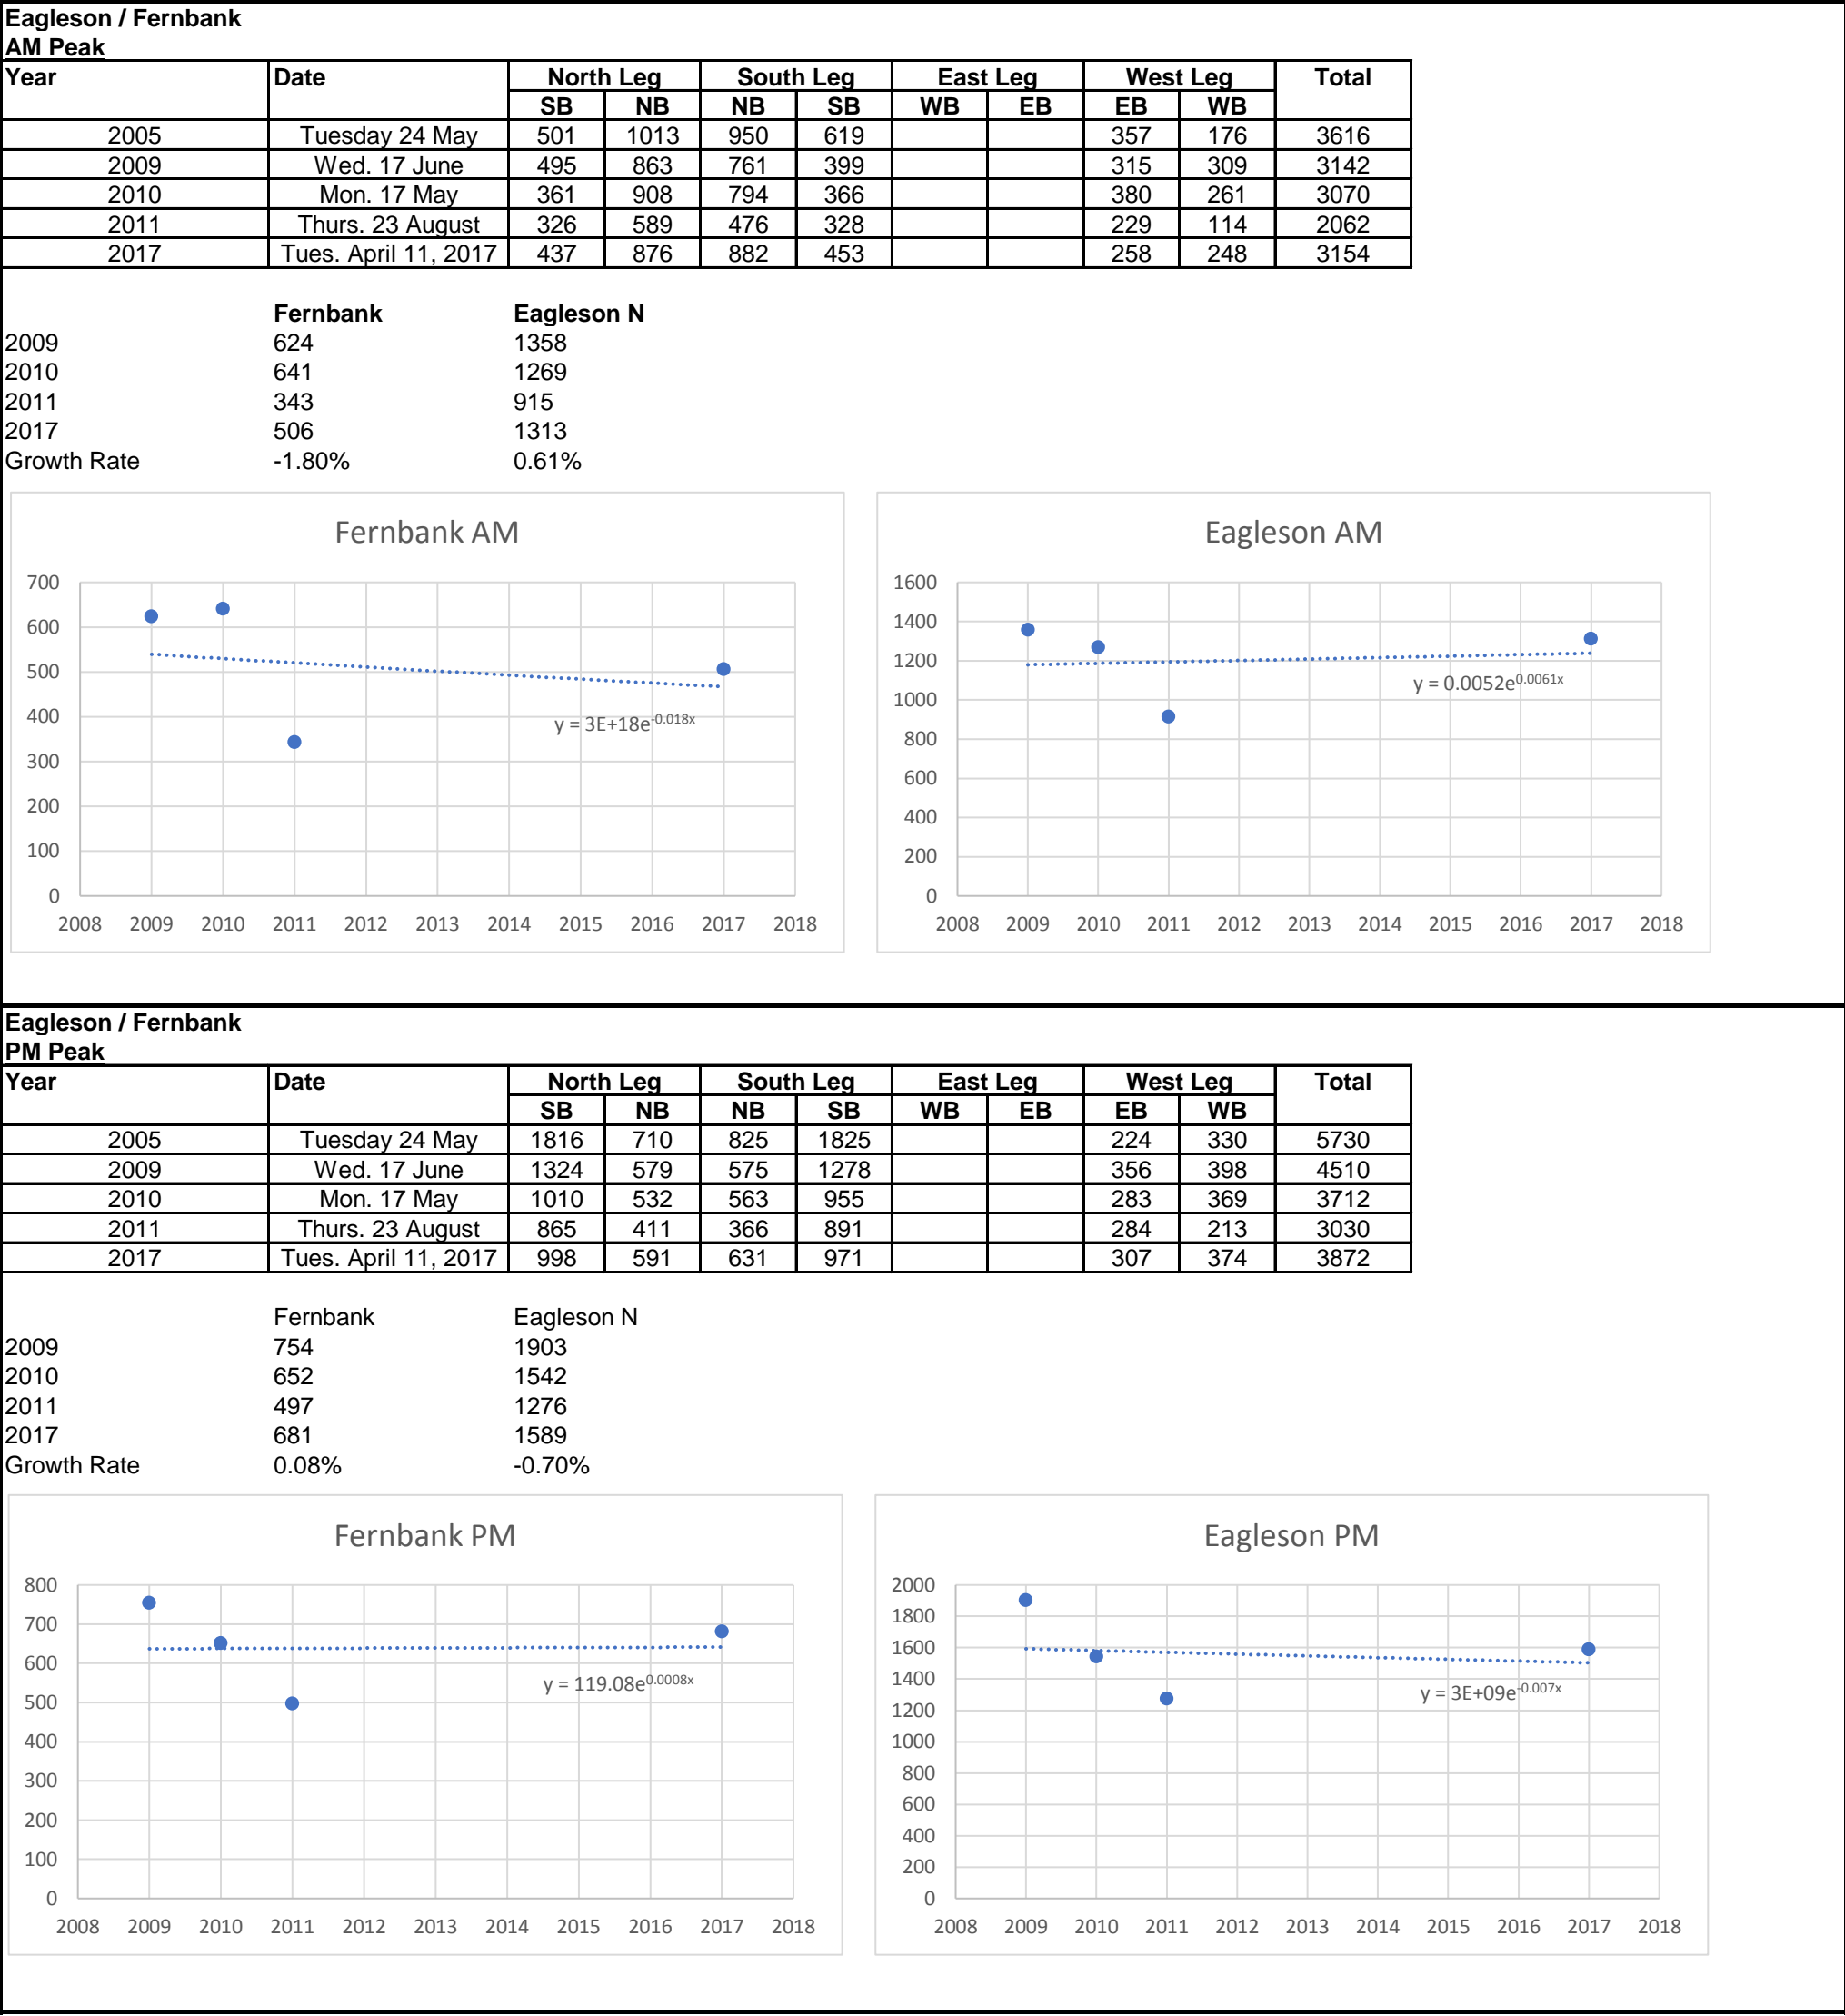 Eagleson / Fernbank
AM Peak
Year Date North Leg South Leg East Leg West Leg Total
SB NB NB SB WB EB EB WB
2005 Tuesday 24 May 501 1013 950 619 357 176 3616
2009 Wed. 17 June 495 863 761 399 315 309 3142
2010 Mon. 17 May 361 908 794 366 380 261 3070
2011 Thurs. 23 August 326 589 476 328 229 114 2062
2017 Tues. April 11, 2017 437 876 882 453 258 248 3154
Fernbank Eagleson N
2009 624 1358
2010 641 1269
2011 343 915
2017 506 1313
Growth Rate -1.80% 0.61%
Fernbank AM
700
600
500
400
300
200
100
0
y = 3E+18e^-0.018x
2008 2009 2010 2011 2012 2013 2014 2015 2016 2017 2018
Eagleson AM
1600
1400
1200
1000
800
600
400
200
0
y = 0.0052e^0.0061x
2008 2009 2010 2011 2012 2013 2014 2015 2016 2017 2018
Eagleson / Fernbank
PM Peak
Year Date North Leg South Leg East Leg West Leg Total
SB NB NB SB WB EB EB WB
2005 Tuesday 24 May 1816 710 825 1825 224 330 5730
2009 Wed. 17 June 1324 579 575 1278 356 398 4510
2010 Mon. 17 May 1010 532 563 955 283 369 3712
2011 Thurs. 23 August 865 411 366 891 284 213 3030
2017 Tues. April 11, 2017 998 591 631 971 307 374 3872
Fernbank Eagleson N
2009 754 1903
2010 652 1542
2011 497 1276
2017 681 1589
Growth Rate 0.08% -0.70%
Fernbank PM
800
700
600
500
400
300
200
100
0
y = 119.08e^0.0008x
2008 2009 2010 2011 2012 2013 2014 2015 2016 2017 2018
Eagleson PM
2000
1800
1600
1400
1200
1000
800
600
400
200
0
y = 3E+09e^-0.007x
2008 2009 2010 2011 2012 2013 2014 2015 2016 2017 2018